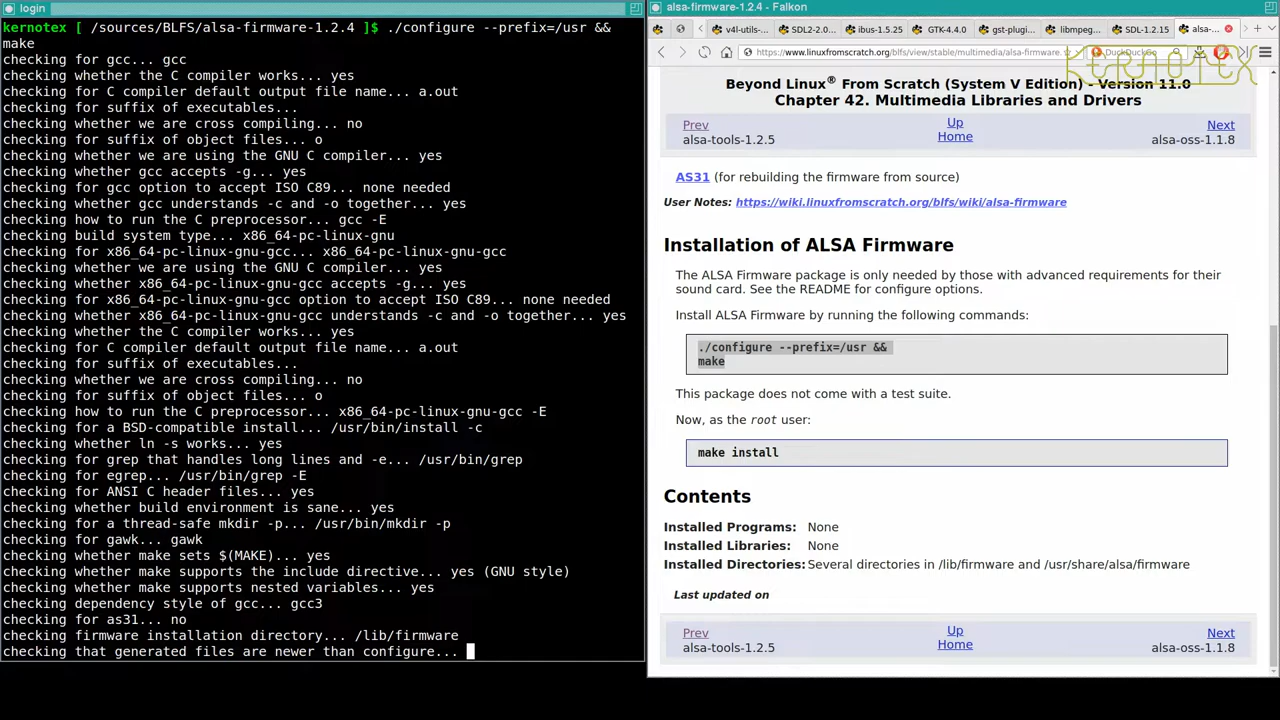 login
kernotex [ /sources/BLFS/alsa-firmware-1.2.4 ]$ ./configure --prefix=/usr &&
make
checking for gcc... gcc
checking whether the C compiler works... yes
checking for C compiler default output file name... a.out
checking for suffix of executables...
checking whether we are cross compiling... no
checking for suffix of object files... o
checking whether we are using the GNU C compiler... yes
checking whether gcc accepts -g... yes
checking for gcc option to accept ISO C89... none needed
checking whether gcc understands -c and -o together... yes
checking how to run the C preprocessor... gcc -E
checking build system type... x86_64-pc-linux-gnu
checking for x86_64-pc-linux-gnu-gcc... x86_64-pc-linux-gnu-gcc
checking whether we are using the GNU C compiler... yes
checking whether x86_64-pc-linux-gnu-gcc accepts -g... yes
checking for x86_64-pc-linux-gnu-gcc option to accept ISO C89... none needed
checking whether x86_64-pc-linux-gnu-gcc understands -c and -o together... yes
checking whether the C compiler works... yes
checking for C compiler default output file name... a.out
checking for suffix of executables...
checking whether we are cross compiling... no
checking for suffix of object files... o
checking how to run the C preprocessor... x86_64-pc-linux-gnu-gcc -E
checking for a BSD-compatible install... /usr/bin/install -c
checking whether ln -s works... yes
checking for grep that handles long lines and -e... /usr/bin/grep
checking for egrep... /usr/bin/grep -E
checking for ANSI C header files... yes
checking whether build environment is sane... yes
checking for a thread-safe mkdir -p... /usr/bin/mkdir -p
checking for gawk... gawk
checking whether make sets $(MAKE)... yes
checking whether make supports the include directive... yes (GNU style)
checking whether make supports nested variables... yes
checking dependency style of gcc... gcc3
checking for as31... no
checking firmware installation directory... /lib/firmware
checking that generated files are newer than configure...
alsa-firmware-1.2.4 - Falkon
v4l-utils- SDL2-2.0... ibus-1.5.25 GTK-4.4.0 gst-plugi... libmpeg... SDL-1.2.15 alsa-...
https://www.linuxfromscratch.org/blfs/view/stable/multimedia/alsa-firmware. DuckDuckGo
KERNOTEX
Beyond Linux® From Scratch (System V Edition) - Version 11.0
Chapter 42. Multimedia Libraries and Drivers
Prev Up Next
alsa-tools-1.2.5 Home alsa-oss-1.1.8
AS31 (for rebuilding the firmware from source)
User Notes: https://wiki.linuxfromscratch.org/blfs/wiki/alsa-firmware
Installation of ALSA Firmware
The ALSA Firmware package is only needed by those with advanced requirements for their
sound card. See the README for configure options.
Install ALSA Firmware by running the following commands:
./configure --prefix=/usr &&
make
This package does not come with a test suite.
Now, as the root user:
make install
Contents
Installed Programs: None
Installed Libraries: None
Installed Directories: Several directories in /lib/firmware and /usr/share/alsa/firmware
Last updated on
Prev Up Next
alsa-tools-1.2.5 Home alsa-oss-1.1.8